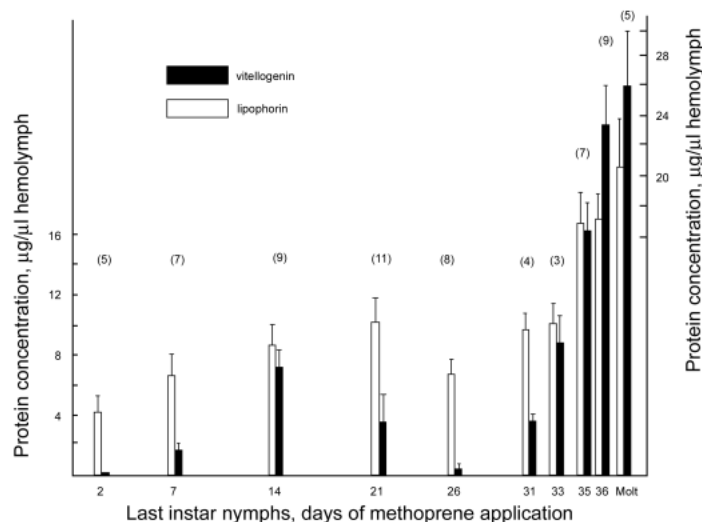 (5)
(9)
vitellogenin
lipophorin
28
24
20
(7)
16
12
8
4
(5)
(7)
(9)
(11)
(8)
(4)
(3)
Protein concentration, µg/µl hemolymph
Protein concentration, µg/µl hemolymph
2 7 14 21 26 31 33 35 36 Molt
Last instar nymphs, days of methoprene application